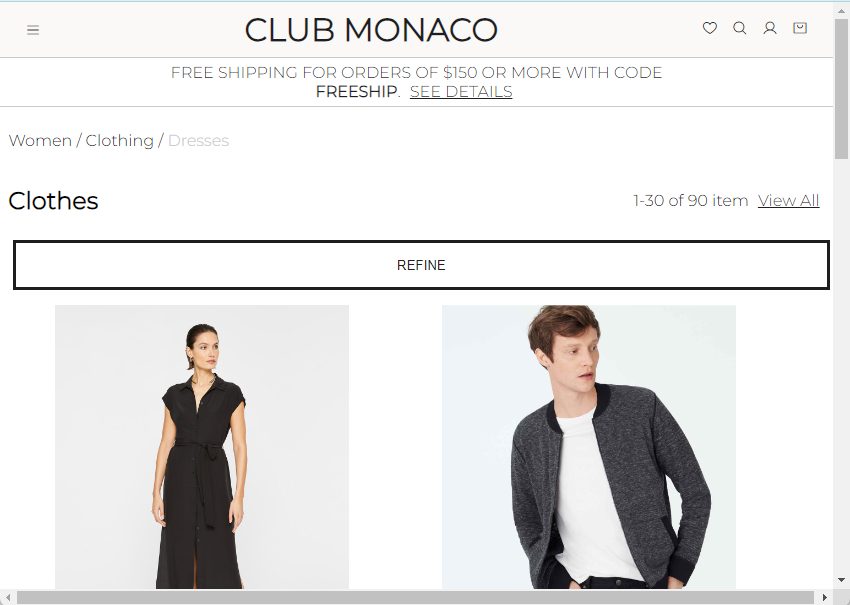 CLUB MONACO
FREE SHIPPING FOR ORDERS OF $150 OR MORE WITH CODE
FREESHIP. SEE DETAILS
Women / Clothing / Dresses
Clothes
1-30 of 90 item View All
REFINE